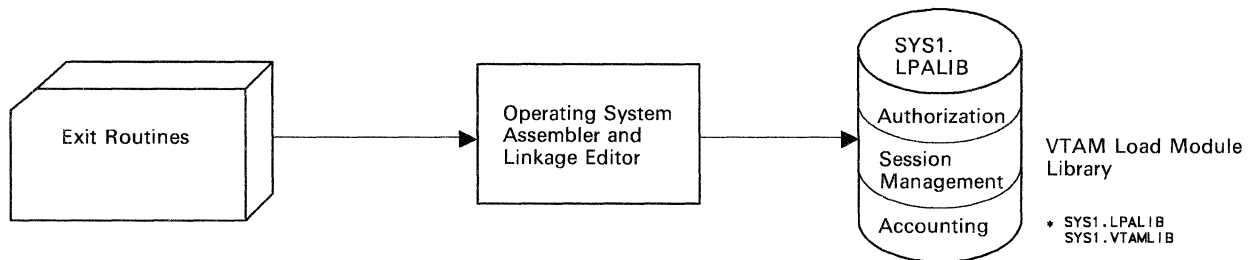 Exit Routines
Operating System
Assembler and
Linkage Editor
SYS1.
LPALIB
Authorization
Session
Management
Accounting
VTAM Load Module
Library
* SYS1.LPALIB
SYS1.VTAMLIB